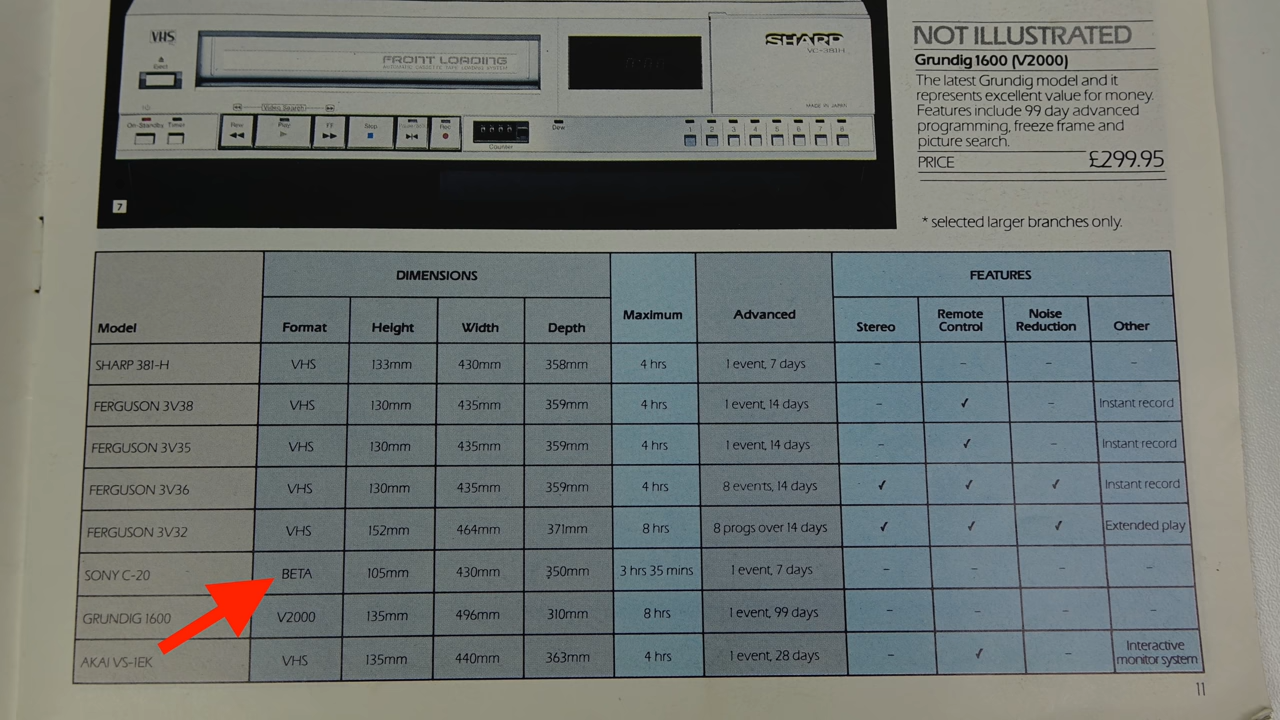 VHS
Eject
FRONT LOADING
AUTOMATIC CASSETTE TAPE LOADING SYSTEM
SHARP
VC-381H
MADE IN JAPAN
On-Standby Timer
Video Search
Rew Play FF Stop Rec
Counter
Dew
1 2 3 4 5 6 7 8
7
NOT ILLUSTRATED
Grundig 1600 (V2000)
The latest Grundig model and it
represents excellent value for money.
Features include 99 day advanced
programming, freeze frame and
picture search.
PRICE £299.95
* selected larger branches only.
DIMENSIONS FEATURES
Model Format Height Width Depth Maximum Advanced Stereo Remote Control Noise Reduction Other
SHARP 381-H VHS 133mm 430mm 358mm 4 hrs 1 event, 7 days – – – –
FERGUSON 3V38 VHS 130mm 435mm 359mm 4 hrs 1 event, 14 days – ✓ – Instant record
FERGUSON 3V35 VHS 130mm 435mm 359mm 4 hrs 1 event, 14 days – ✓ – Instant record
FERGUSON 3V36 VHS 130mm 435mm 359mm 4 hrs 8 events, 14 days ✓ ✓ ✓ Instant record
FERGUSON 3V32 VHS 152mm 464mm 371mm 8 hrs 8 progs over 14 days ✓ ✓ ✓ Extended play
SONY C-20 BETA 105mm 430mm 350mm 3 hrs 35 mins 1 event, 7 days – – – –
GRUNDIG 1600 V2000 135mm 496mm 310mm 8 hrs 1 event, 99 days – – – –
AKAI VS-1EK VHS 135mm 440mm 363mm 4 hrs 1 event, 28 days – ✓ – Interactive monitor system
11